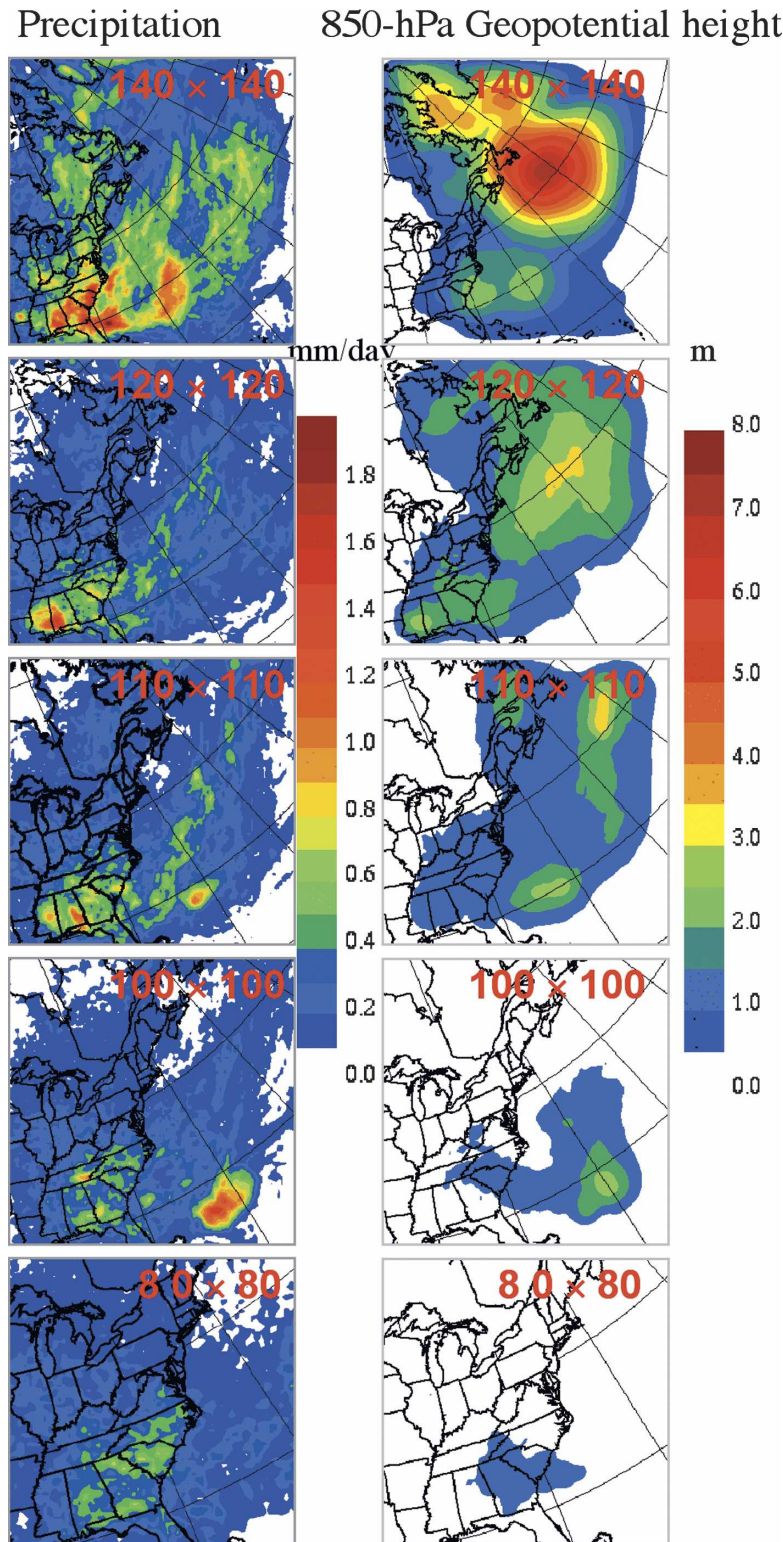 Precipitation 850-hPa Geopotential height
140 × 140 140 × 140
mm/day m
120 × 120 120 × 120
8.0
1.8
7.0
1.6
6.0
1.4
5.0
1.2
110 × 110 110 × 110
4.0
1.0
3.0
0.8
2.0
0.6
1.0
0.4
100 × 100 100 × 100
0.2
0.0
0.0
8 0 × 80 8 0 × 80